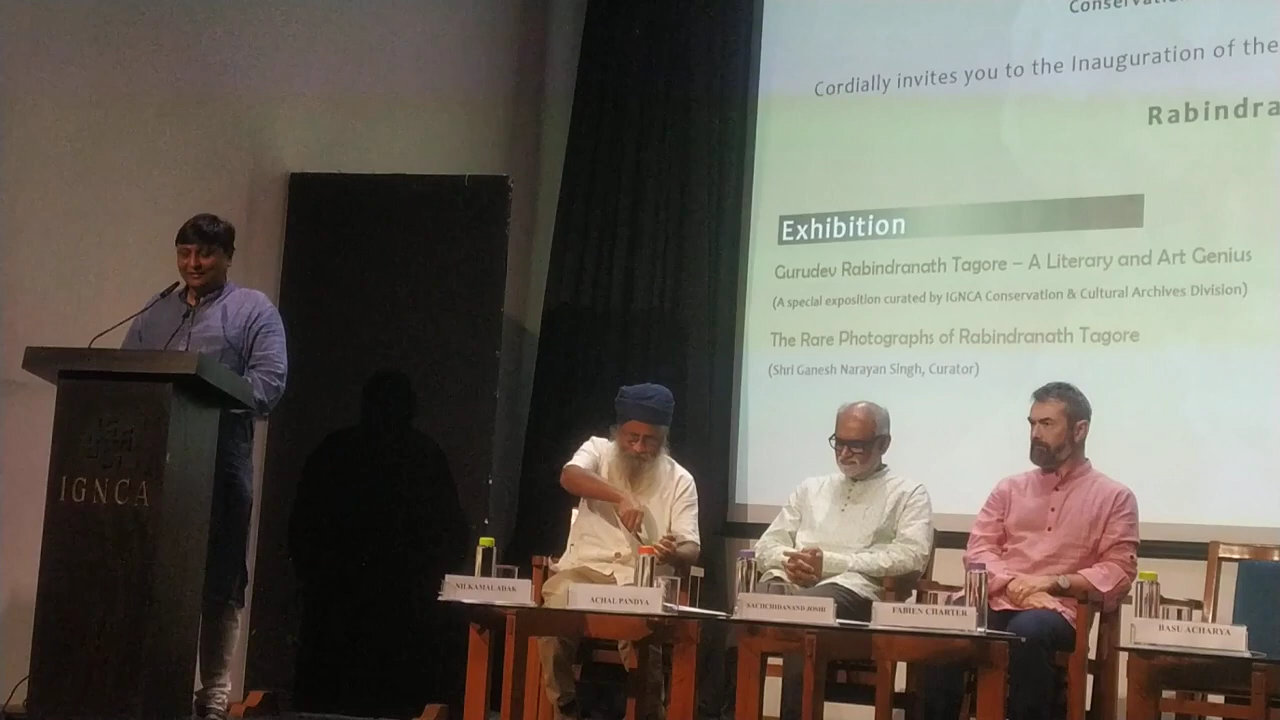 Conservation
Cordially invites you to the Inauguration of the
Rabindra
Exhibition
Gurudev Rabindranath Tagore – A Literary and Art Genius
(A special exposition curated by IGNCA Conservation & Cultural Archives Division)
The Rare Photographs of Rabindranath Tagore
(Shri Ganesh Narayan Singh, Curator)
IGNCA
NILKAMAL ADAK
ACHAL PANDYA
SACHCHIDANAND JOSHI
FABIEN CHARTER
BASU ACHARYA